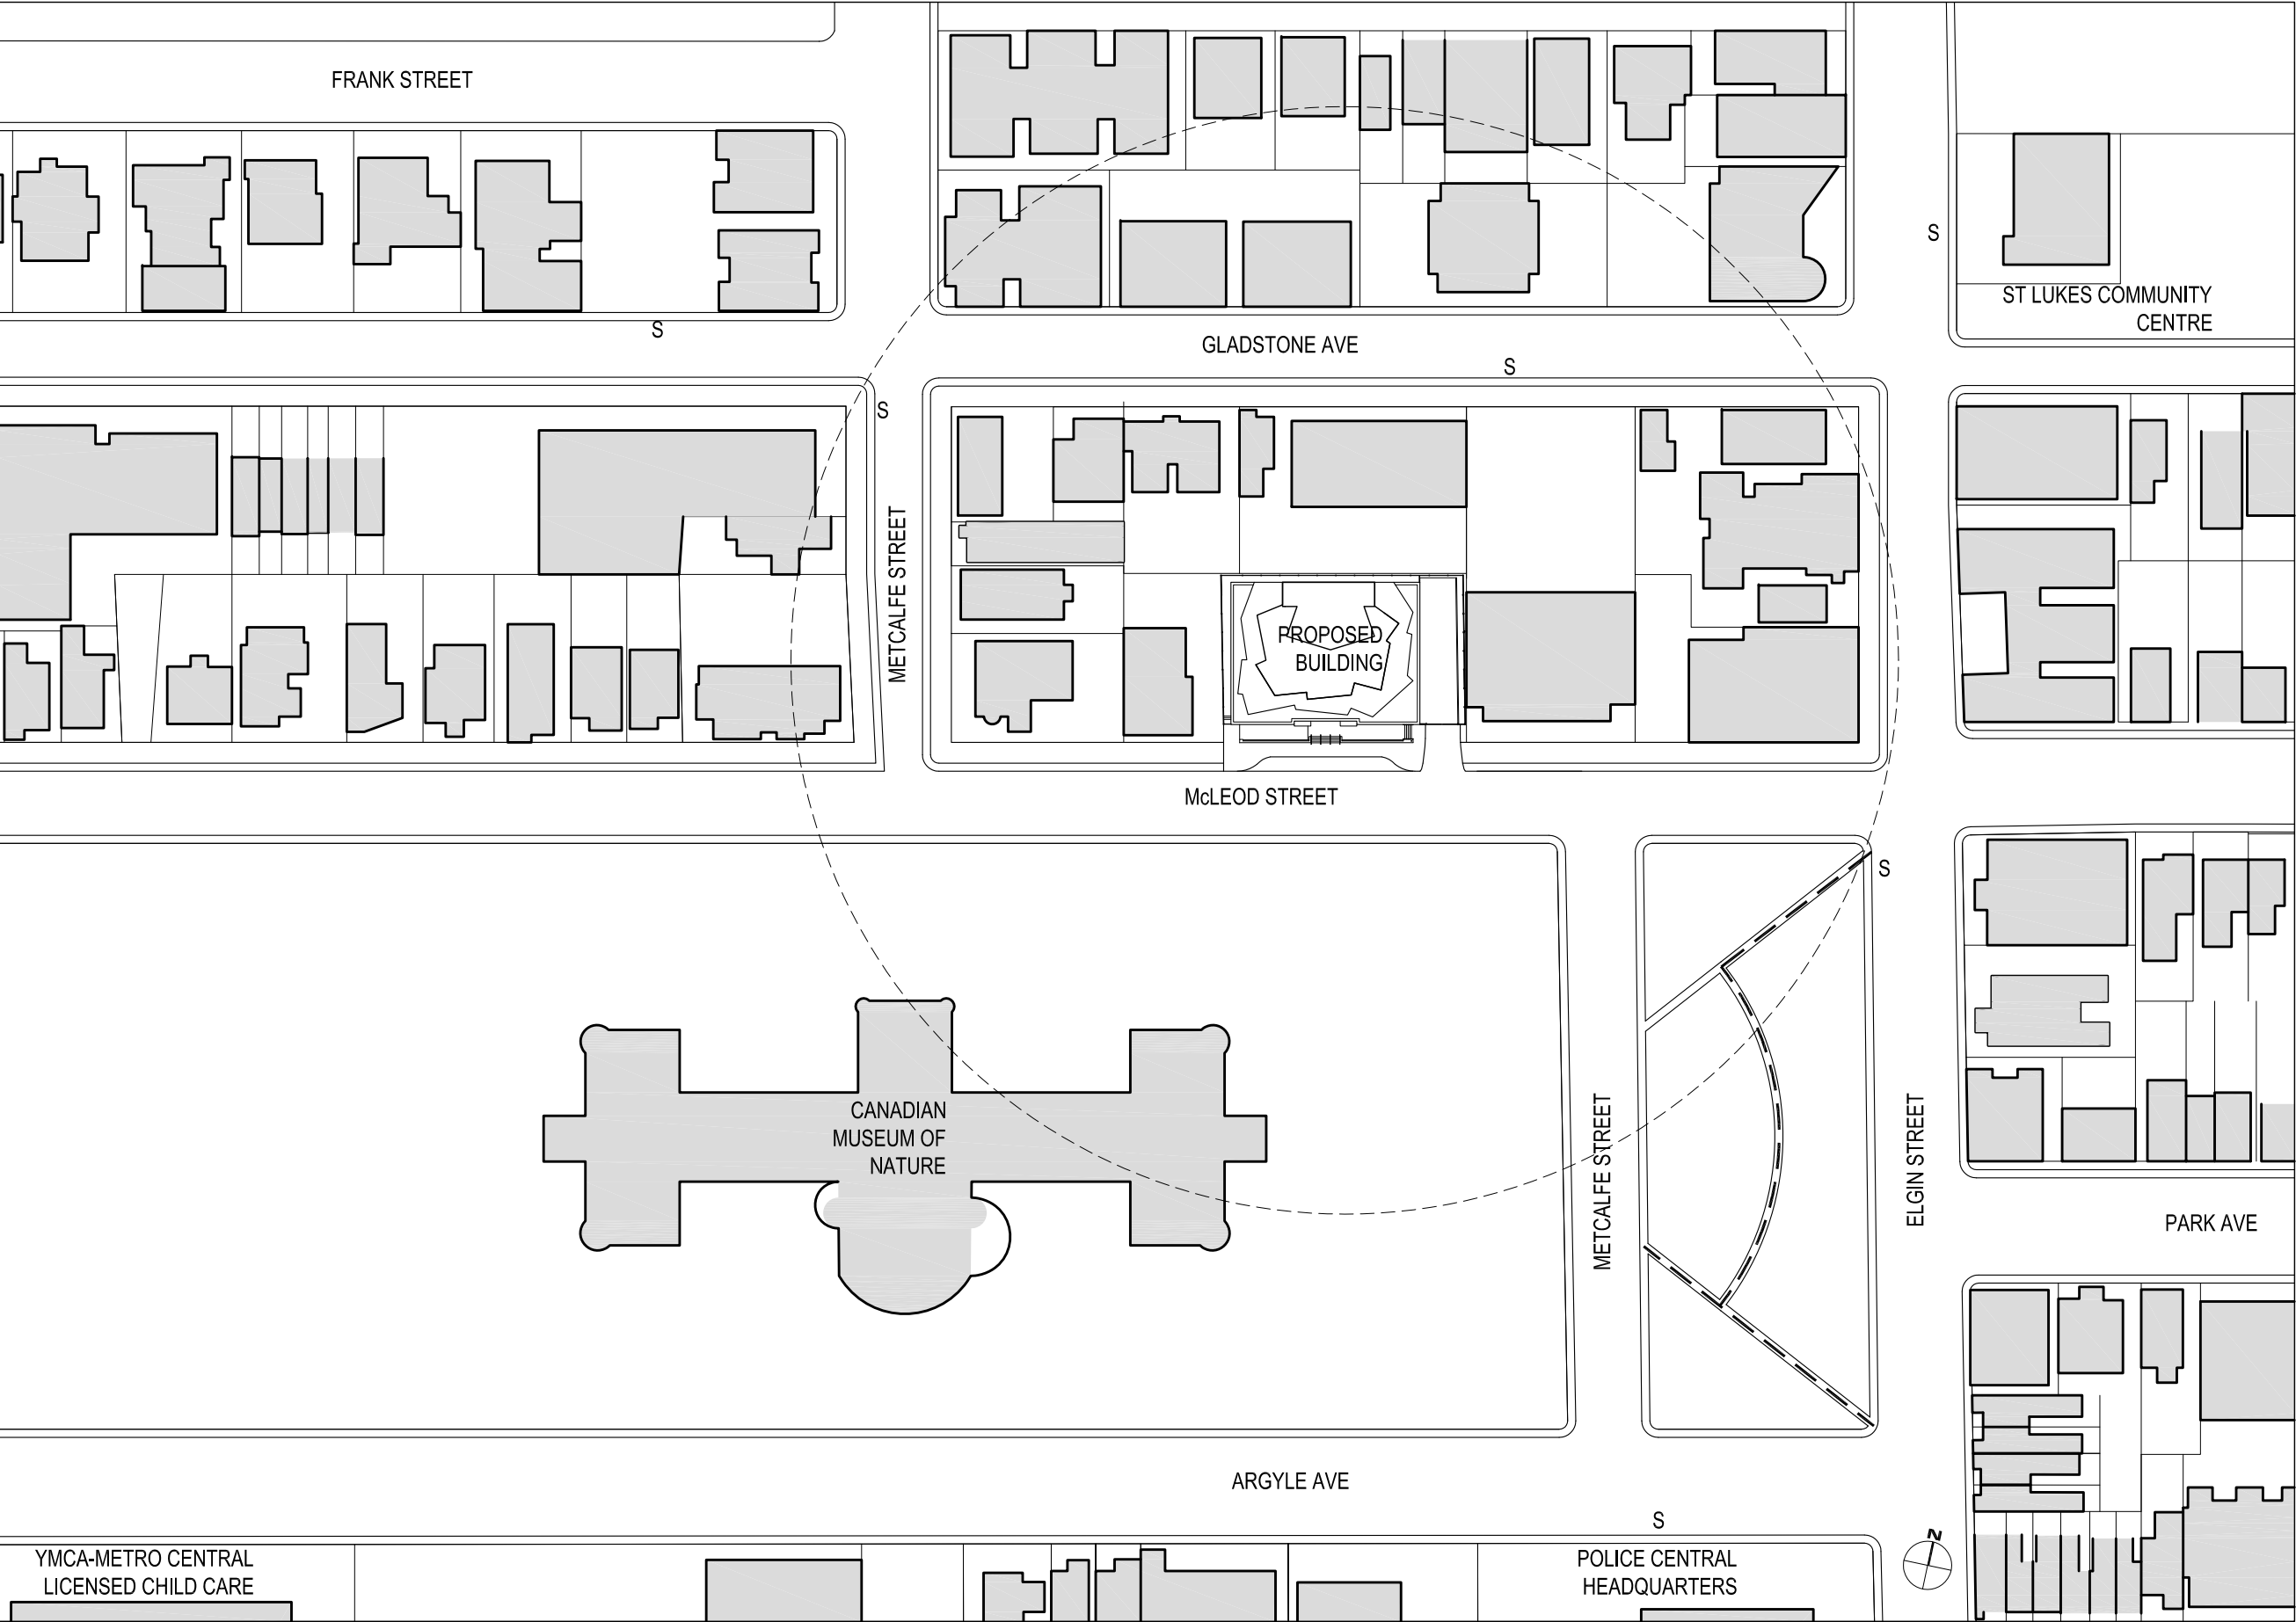 FRANK STREET
S
ST LUKES COMMUNITY
CENTRE
S
GLADSTONE AVE
S
S
METCALFE STREET
PROPOSED
BUILDING
McLEOD STREET
S
CANADIAN
MUSEUM OF
NATURE
METCALFE STREET
ELGIN STREET
PARK AVE
ARGYLE AVE
S
N
YMCA-METRO CENTRAL
LICENSED CHILD CARE
POLICE CENTRAL
HEADQUARTERS